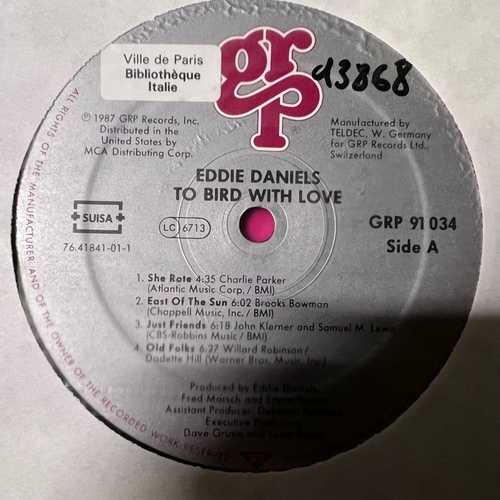 Ville de Paris
Bibliothèque
Italie
grp
d3868
℗ 1987 GRP Records, Inc.
Distributed in the
United States by
MCA Distributing Corp.
Manufactured by
TELDEC, W. Germany
for GRP Records Ltd.,
Switzerland
EDDIE DANIELS
TO BIRD WITH LOVE
SUISA
76.41841-01-1
LC 6713
GRP 91 034
Side A
1. She Rote 4:35 Charlie Parker
(Atlantic Music Corp. / BMI)
2. East Of The Sun 6:02 Brooks Bowman
(Chappell Music, Inc. / BMI)
3. Just Friends 6:18 John Klerner and Samuel M. Lewis
(CBS-Robbins Music / BMI)
4. Old Folks 6:27 Willard Robinson/
Dadette Hill (Warner Bros. Music, Inc.)
Produced by Eddie Daniels
Fred Marsch and
Assistant Producer:
Executive
Dave Grusin and
ALL RIGHTS OF THE MANUFACTURER AND OF THE OWNER OF THE RECORDED WORK RESERVED